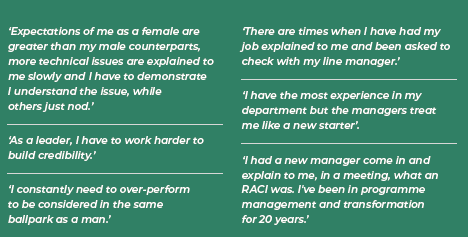 ‘Expectations of me as a female are
greater than my male counterparts,
more technical issues are explained to
me slowly and I have to demonstrate
I understand the issue, while
others just nod.’
‘As a leader, I have to work harder to
build credibility.’
‘I constantly need to over-perform
to be considered in the same
ballpark as a man.’
‘There are times when I have had my
job explained to me and been asked to
check with my line manager.’
‘I have the most experience in my
department but the managers treat
me like a new starter’.
‘I had a new manager come in and
explain to me, in a meeting, what an
RACI was. I’ve been in programme
management and transformation
for 20 years.’